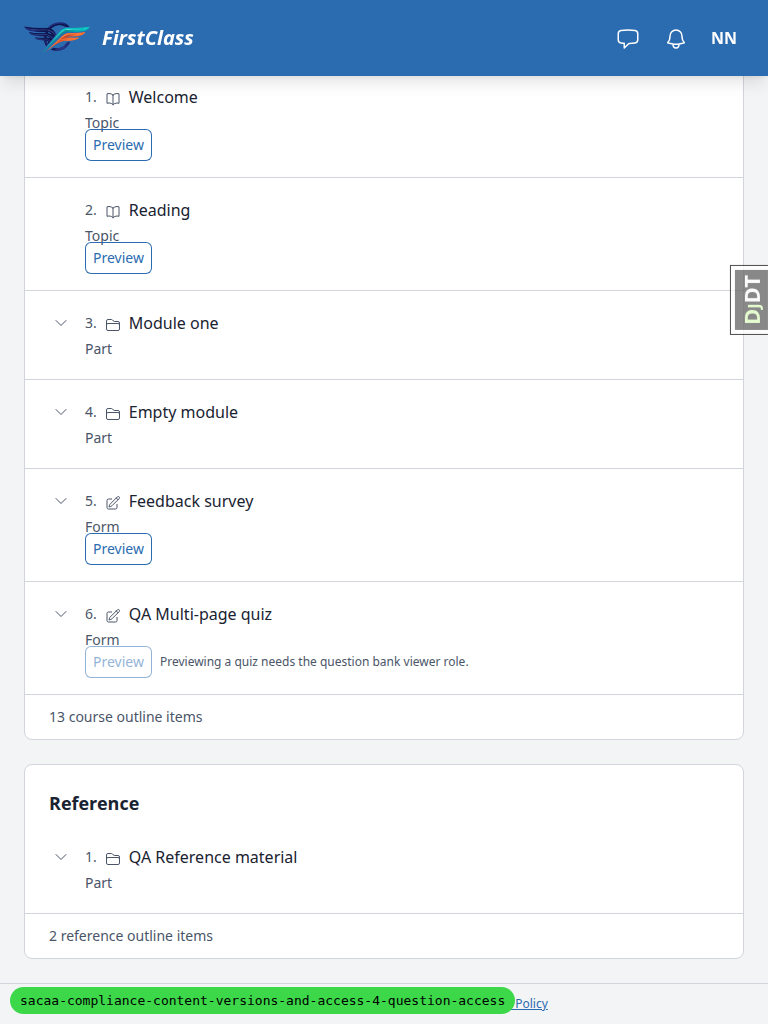 FirstClass
NN
1. Welcome
Topic
Preview
2. Reading
Topic
Preview
DjDT
3. Module one
Part
4. Empty module
Part
5. Feedback survey
Form
Preview
6. QA Multi-page quiz
Form
Preview Previewing a quiz needs the question bank viewer role.
13 course outline items
Reference
1. QA Reference material
Part
2 reference outline items
sacaa-compliance-content-versions-and-access-4-question-access Policy